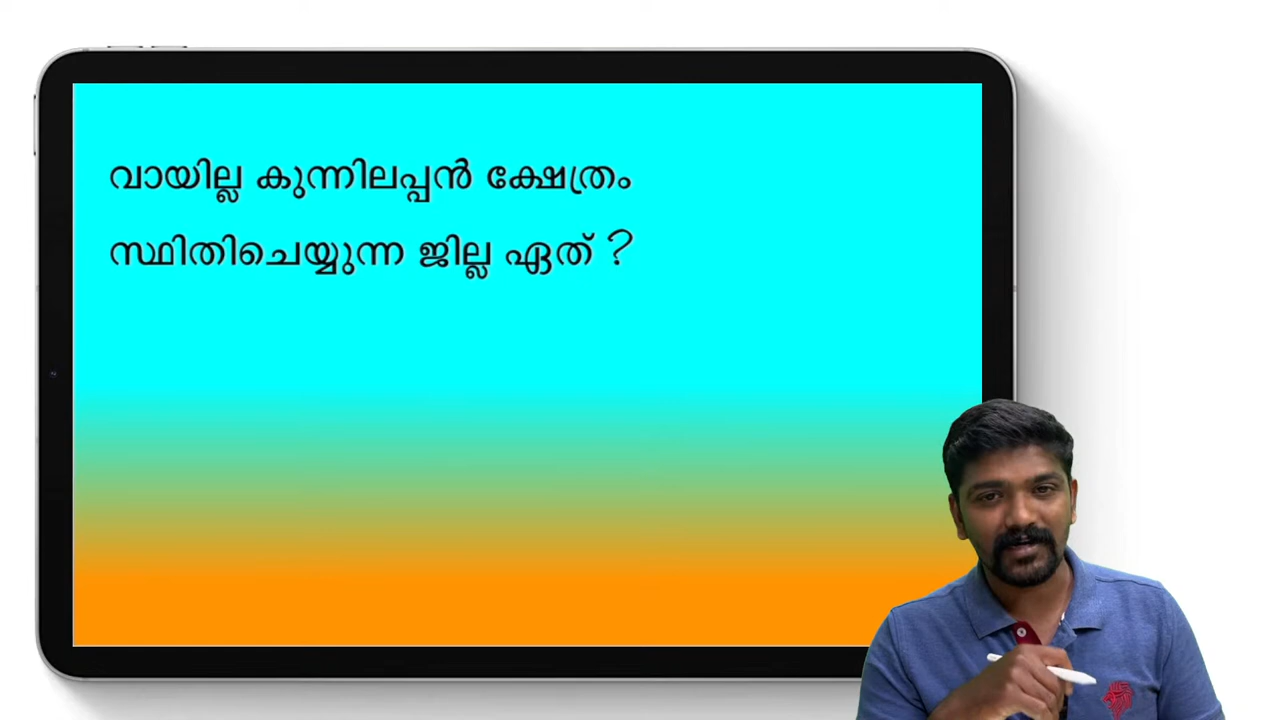 വായില്ല കുന്നിലപ്പൻ ക്ഷേത്രം
സ്ഥിതിചെയ്യുന്ന ജില്ല ഏത് ?